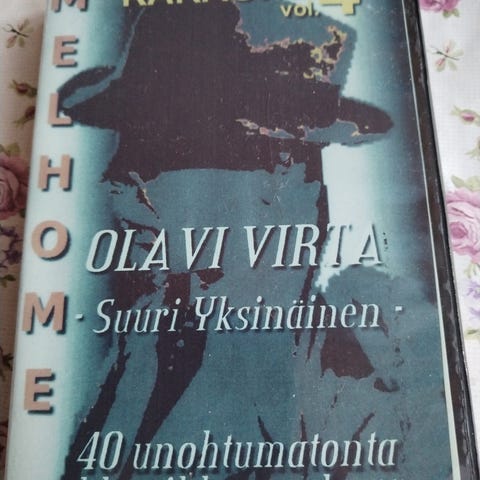 MELHOME
vol. 4
OLAVI VIRTA
- Suuri Yksinäinen -
40 unohtumatonta